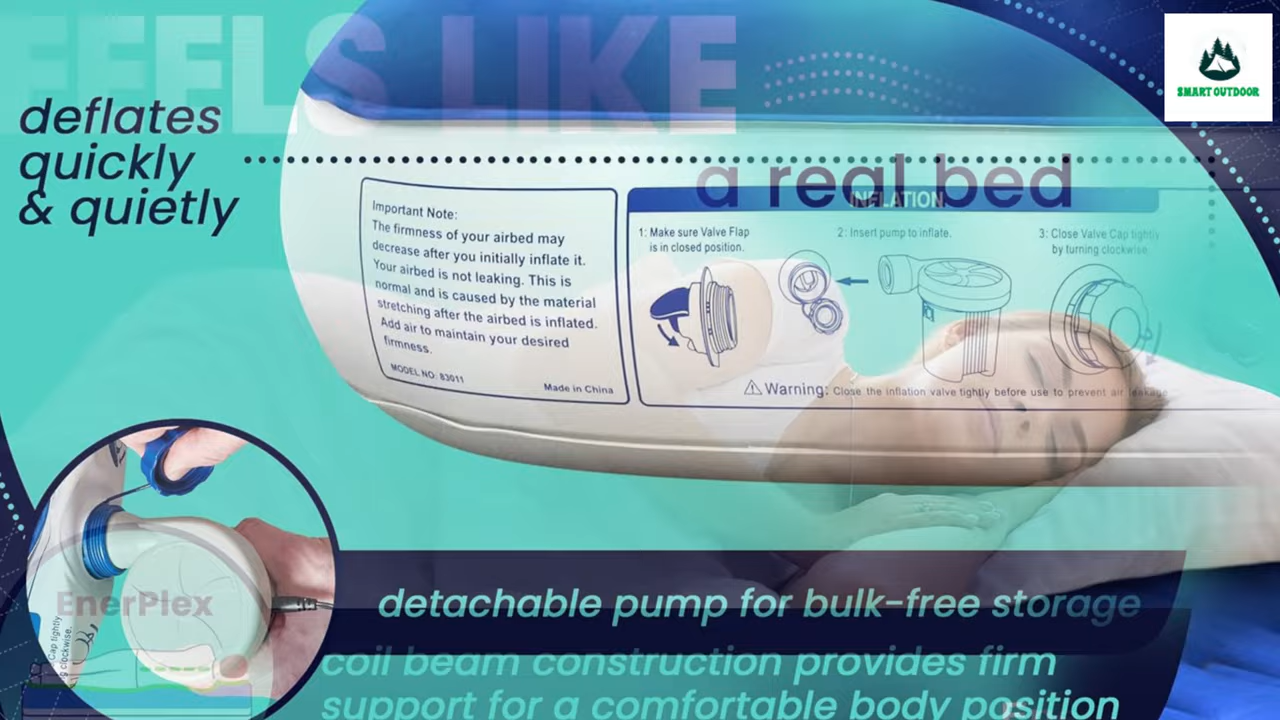 FEELS LIKE
SMART OUTDOOR
deflates
quickly
& quietly
a real bed
Important Note:
The firmness of your airbed may
decrease after you initially inflate it.
Your airbed is not leaking. This is
normal and is caused by the material
stretching after the airbed is inflated.
Add air to maintain your desired
firmness.
MODEL NO: 83011
Made in China
INFLATION
1: Make sure Valve Flap
is in closed position.
2: Insert pump to inflate.
3: Close Valve Cap tightly
by turning clockwise.
Warning: Close the inflation valve tightly before use to prevent air leakage
EnerPlex
Cap tightly
clockwise.
detachable pump for bulk-free storage
coil beam construction provides firm
support for a comfortable body position